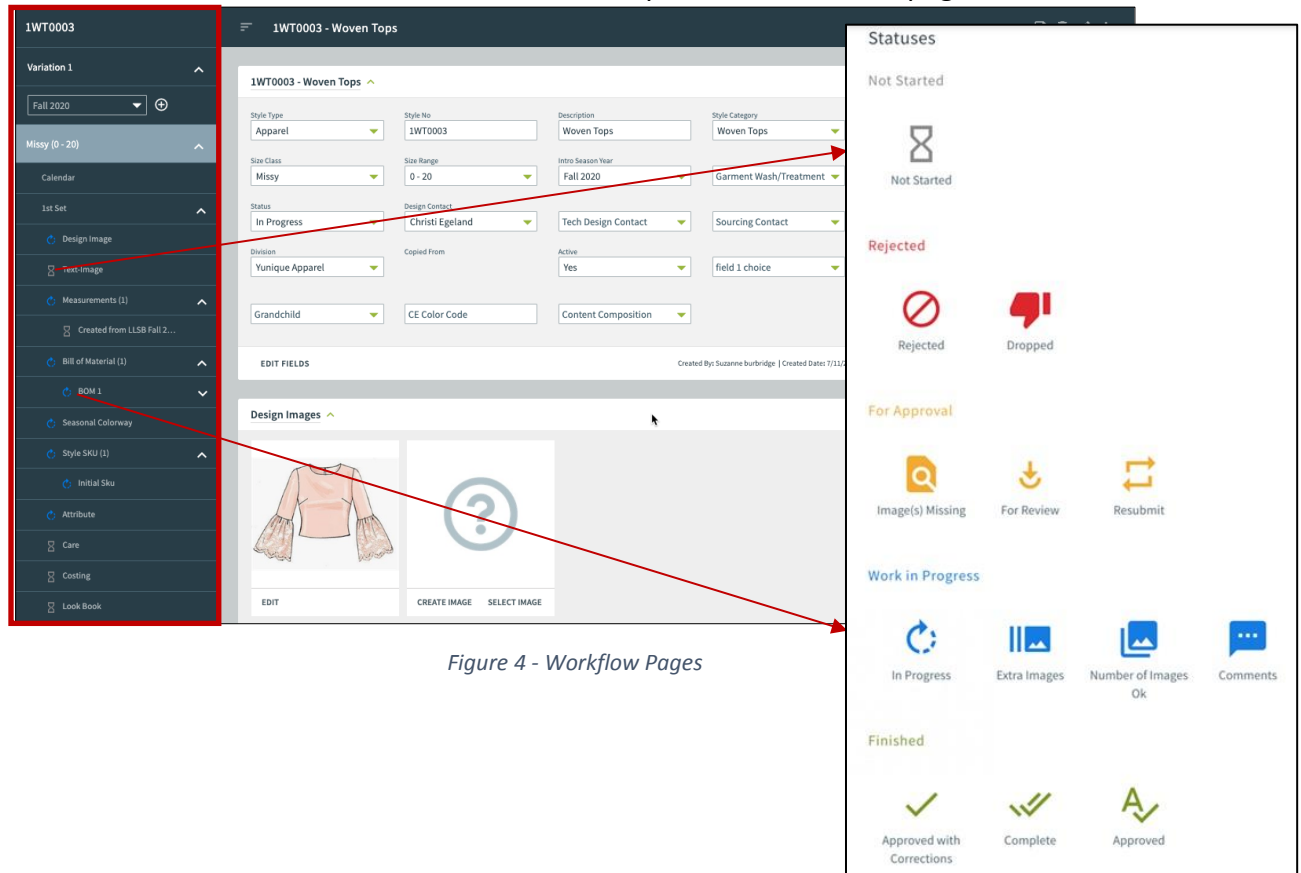 1WT0003
Variation 1
Fall 2020
Missy (0 - 20)
Calendar
1st Set
Design Image
Text-Image
Measurements (1)
Created from LLSB Fall 2...
Bill of Material (1)
BOM 1
Seasonal Colorway
Style SKU (1)
Initial Sku
Attribute
Care
Costing
Look Book
1WT0003 - Woven Tops
1WT0003 - Woven Tops
Style Type Style No Description Style Category
Apparel 1WT0003 Woven Tops Woven Tops
Size Class Size Range Intro Season Year
Missy 0 - 20 Fall 2020 Garment Wash/Treatment
Status Design Contact
In Progress Christi Egeland Tech Design Contact Sourcing Contact
Division Copied From Active
Yunique Apparel Yes field 1 choice
Grandchild CE Color Code Content Composition
EDIT FIELDS Created By: Suzanne burbridge | Created Date: 7/11/2
Design Images
?
EDIT CREATE IMAGE SELECT IMAGE
Figure 4 - Workflow Pages
Statuses
Not Started
Not Started
Rejected
Rejected Dropped
For Approval
Image(s) Missing For Review Resubmit
Work in Progress
In Progress Extra Images Number of Images Comments
Ok
Finished
Approved with Complete Approved
Corrections